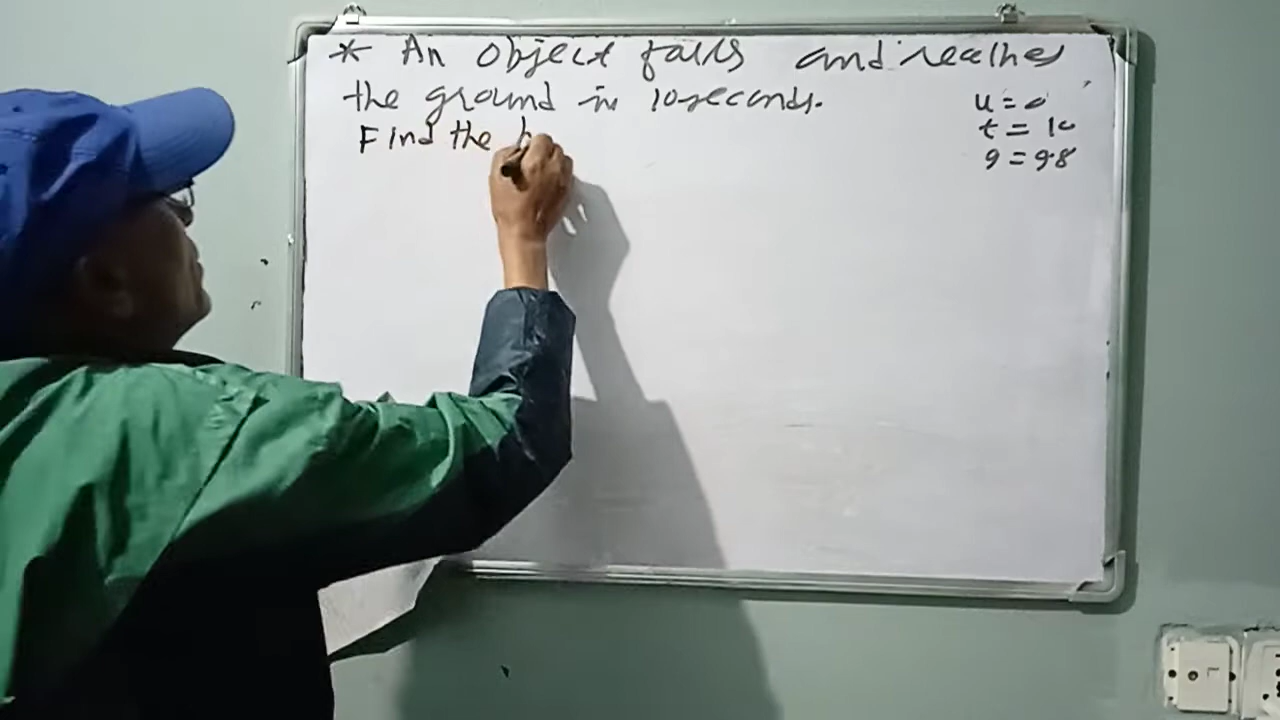 * An object falls and reaches
the ground in 10 seconds.
Find the h
u = 0
t = 10
g = 9.8